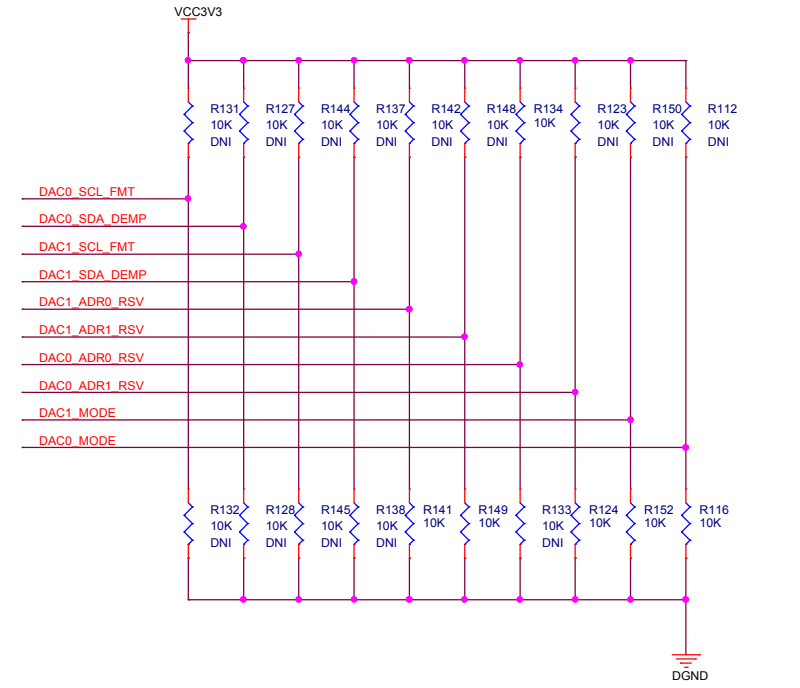 VCC3V3
R131 R127 R144 R137 R142 R148 R134 R123 R150 R112
10K 10K 10K 10K 10K 10K 10K 10K 10K 10K
DNI DNI DNI DNI DNI DNI DNI DNI DNI
DAC0_SCL_FMT
DAC0_SDA_DEMP
DAC1_SCL_FMT
DAC1_SDA_DEMP
DAC1_ADR0_RSV
DAC1_ADR1_RSV
DAC0_ADR0_RSV
DAC0_ADR1_RSV
DAC1_MODE
DAC0_MODE
R132 R128 R145 R138 R141 R149 R133 R124 R152 R116
10K 10K 10K 10K 10K 10K 10K 10K 10K 10K
DNI DNI DNI DNI DNI
DGND